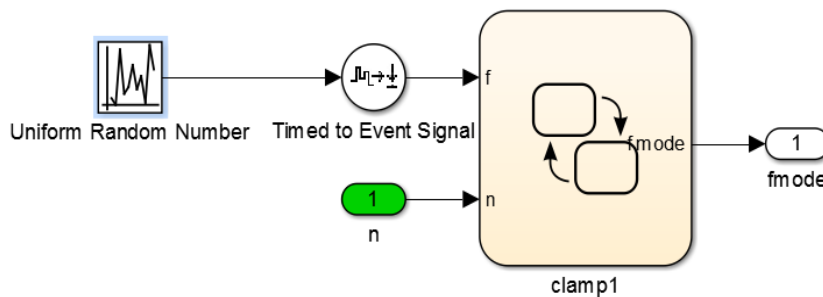 f
Uniform Random Number
Timed to Event Signal
fmode
1
fmode
1
n
n
clamp1